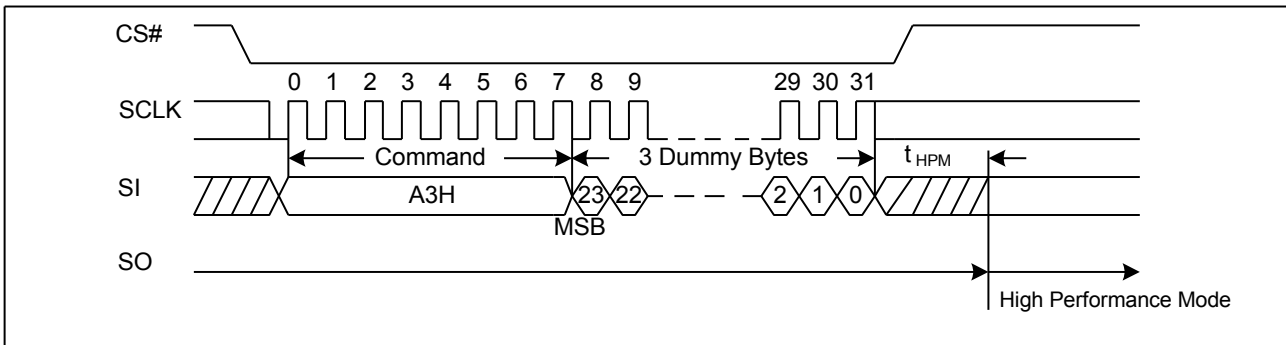 CS#
0 1 2 3 4 5 6 7 8 9 29 30 31
SCLK
Command 3 Dummy Bytes tHPM
SI A3H 23 22 2 1 0
MSB
SO
High Performance Mode